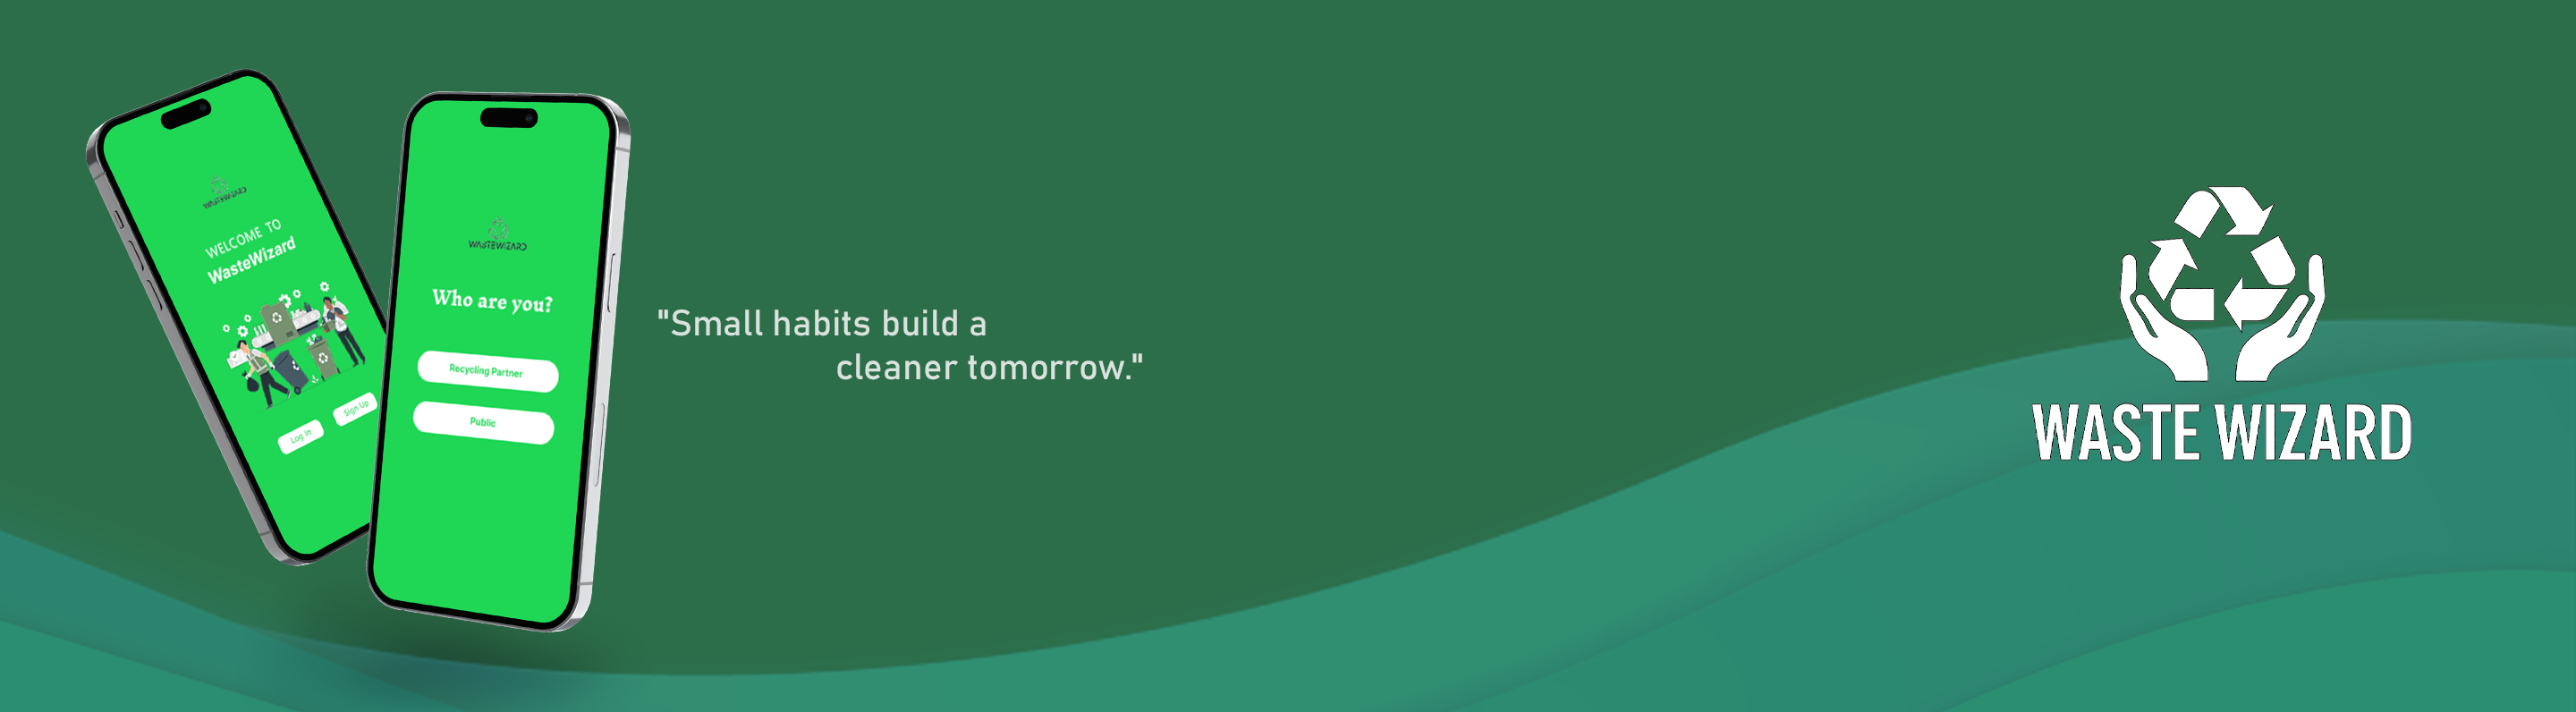 WASTEWIZARD
WELCOME TO
WasteWizard
Log In
Sign Up
WASTEWIZARD
Who are you?
Recycling Partner
Public
"Small habits build a
cleaner tomorrow."
WASTE WIZARD